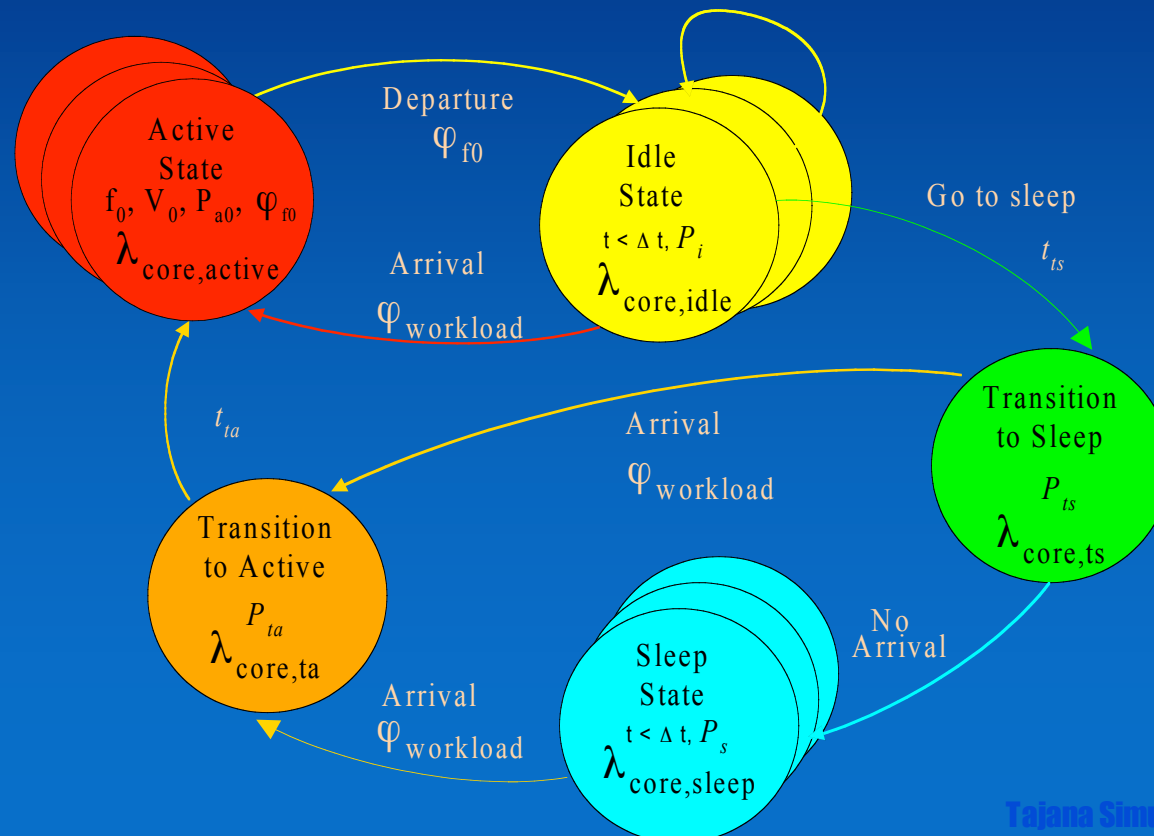 Active
State
f₀, V₀, Pₐ₀, φf0
λcore,active
Departure
φf0
Idle
State
t < Δ t, Pᵢ
λcore,idle
Go to sleep
tts
Arrival
φworkload
tta
Arrival
φworkload
Transition
to Sleep
Pts
λcore,ts
Transition
to Active
Pta
λcore,ta
No
Arrival
Sleep
State
t < Δ t, Pₛ
λcore,sleep
Arrival
φworkload
Tajana